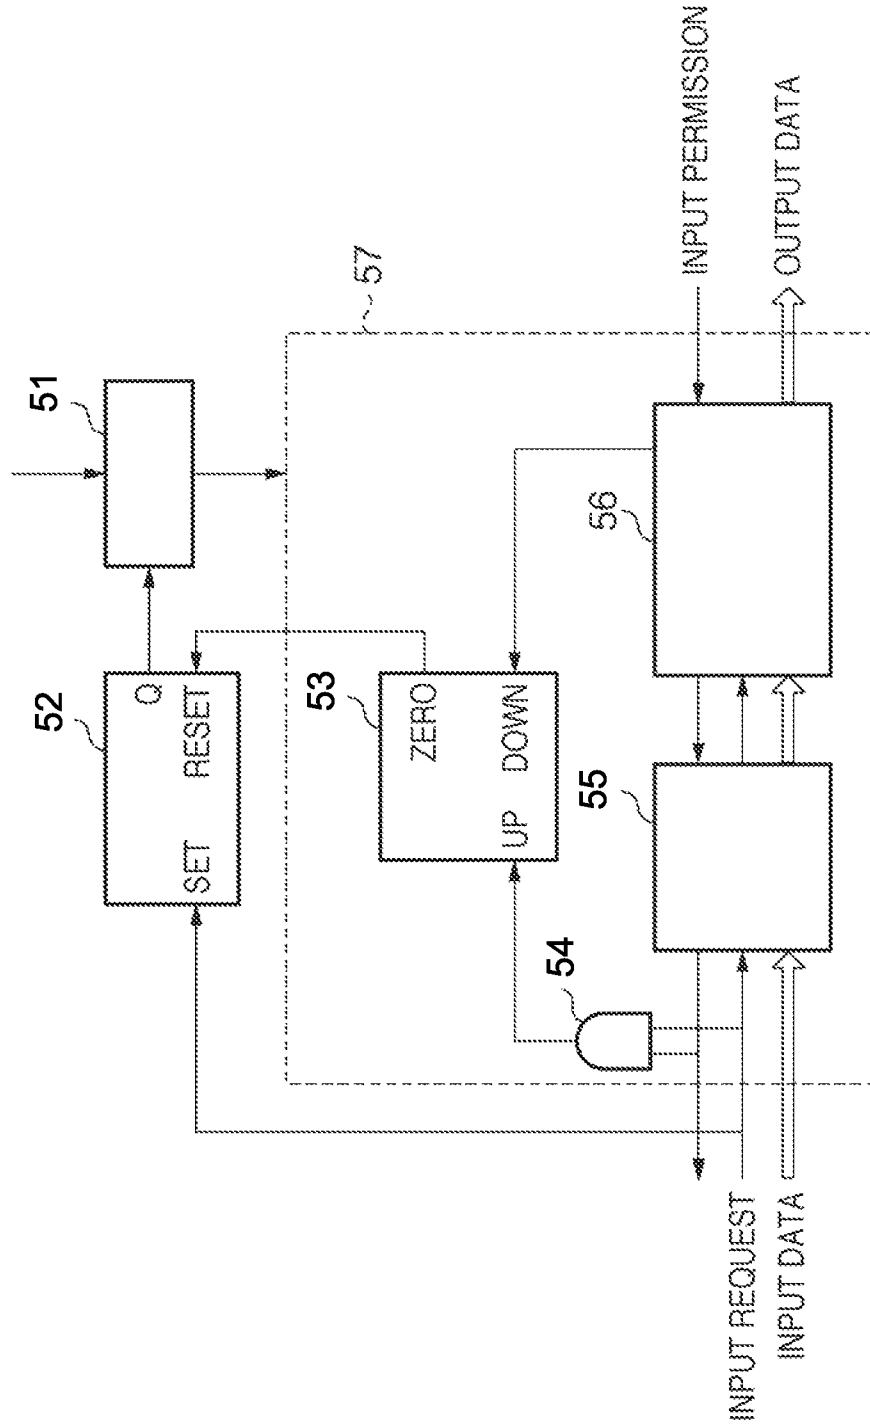 51
52
Q
SET
RESET
57
53
ZERO
UP
DOWN
54
55
56
INPUT PERMISSION
OUTPUT DATA
INPUT REQUEST
INPUT DATA